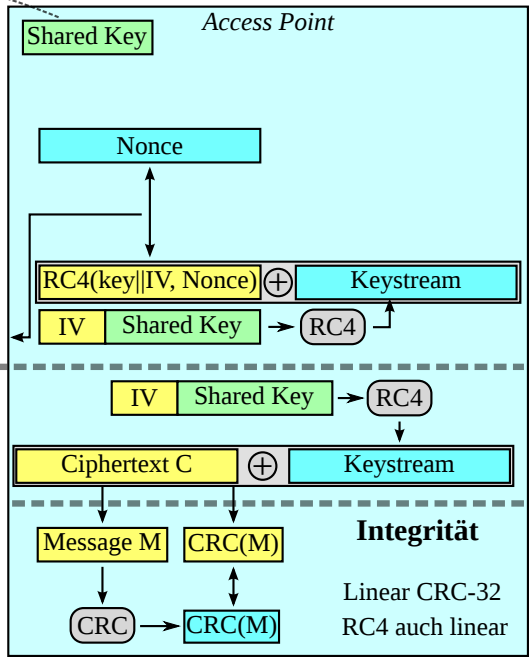 Access Point
Shared Key
Nonce
RC4(key||IV, Nonce) ⊕ Keystream
IV Shared Key RC4
IV Shared Key RC4
Ciphertext C ⊕ Keystream
Integrität
Message M CRC(M)
Linear CRC-32
CRC CRC(M)
RC4 auch linear